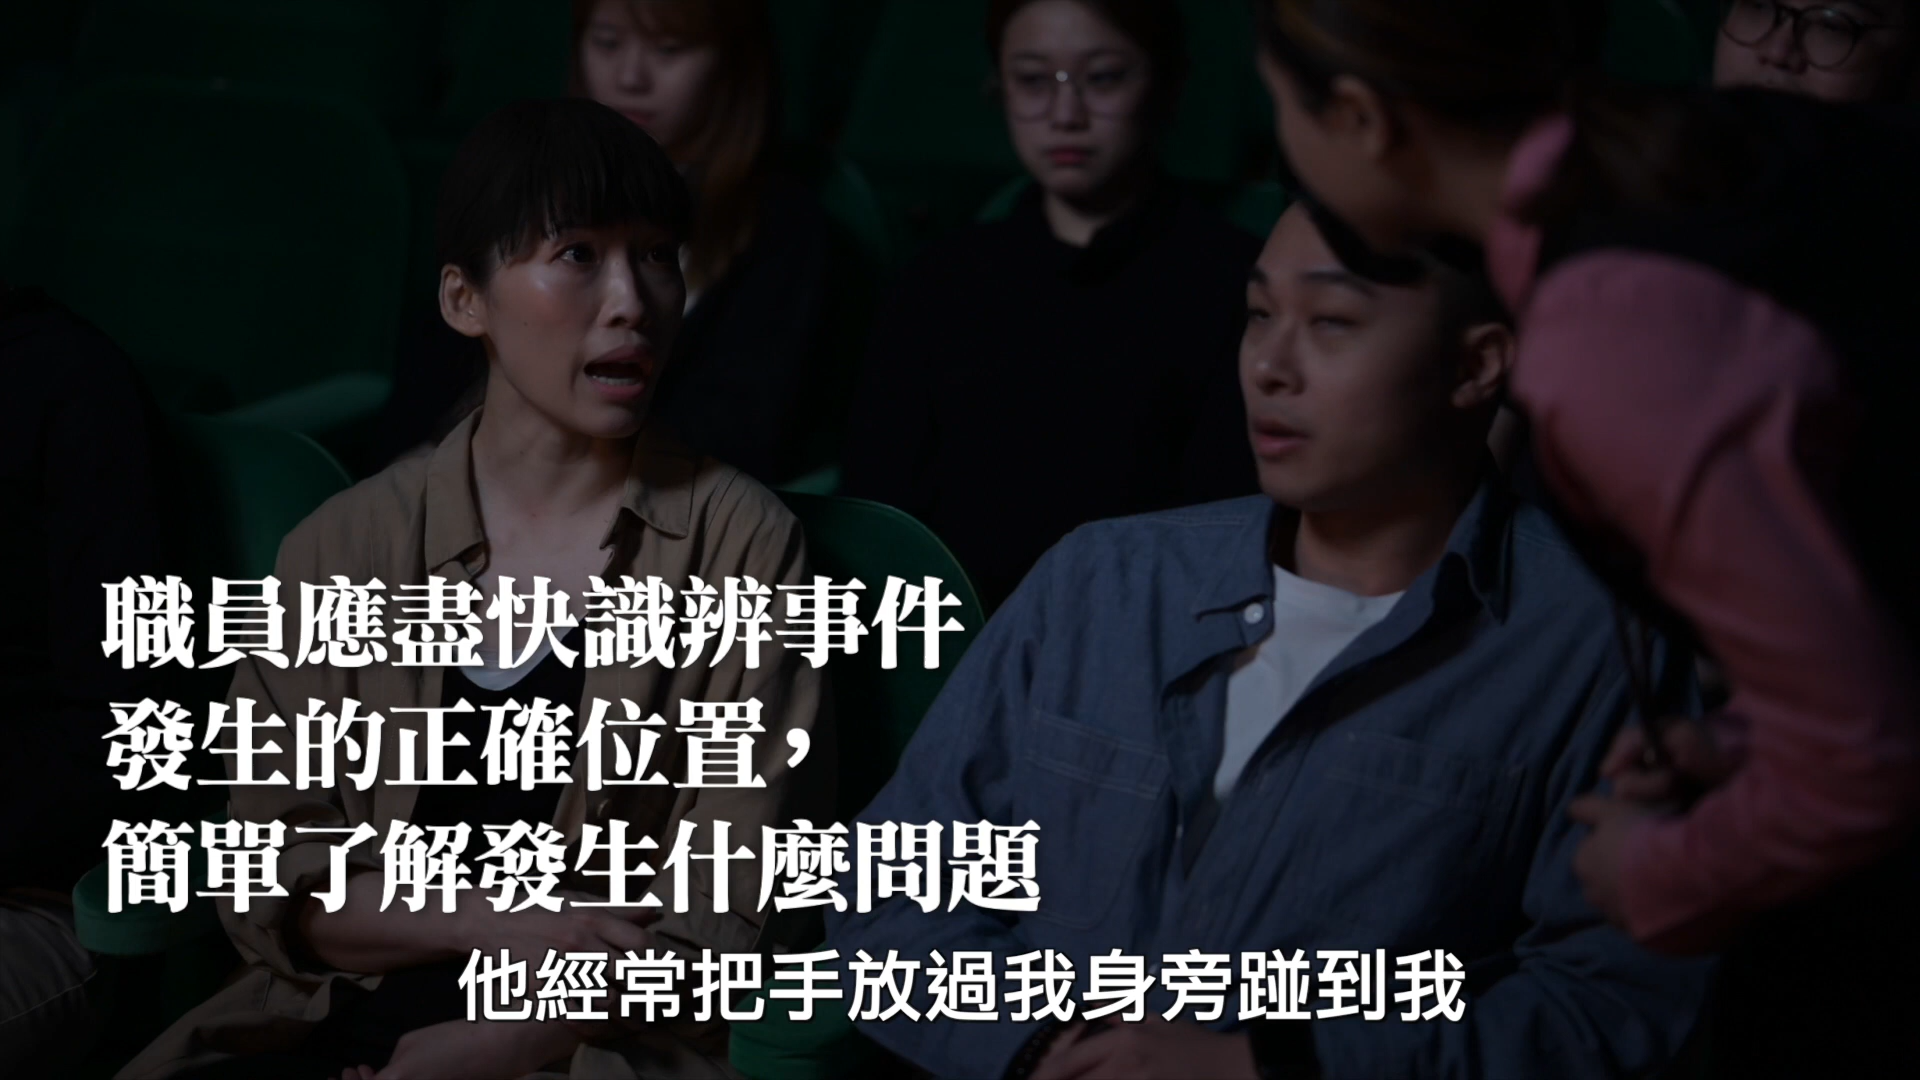 職員應盡快識辨事件
發生的正確位置，
簡單了解發生什麼問題
他經常把手放過我身旁踫到我